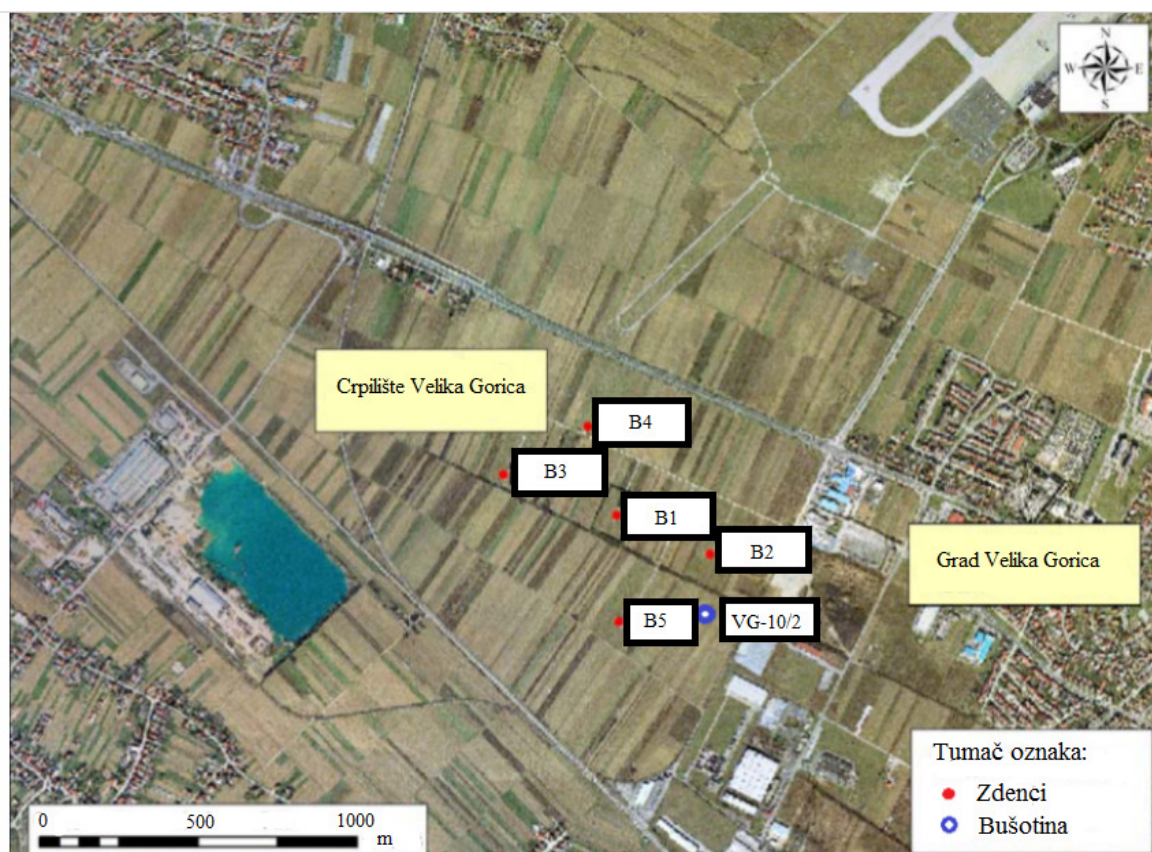 N
W E
S
Crpilište Velika Gorica
B4
B3
B1
B2
Grad Velika Gorica
B5
VG-10/2
Tumač oznaka:
Zdenci
Bušotina
0 500 1000
m